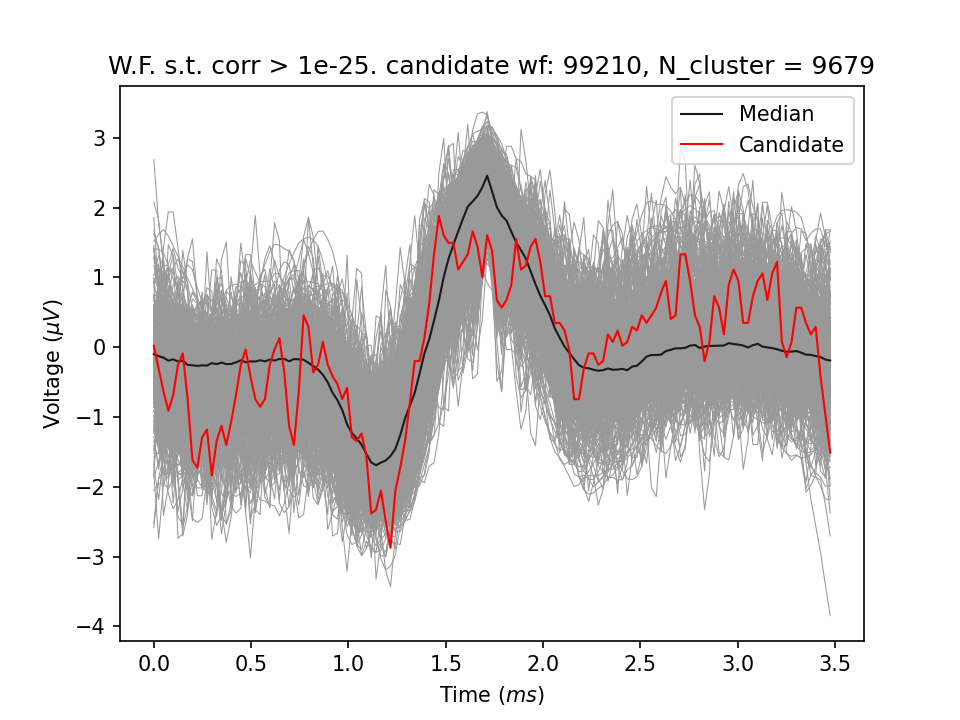 W.F. s.t. corr > 1e-25. candidate wf: 99210, N_cluster = 9679
Median
Candidate
Voltage (μV)
3
2
1
0
−1
−2
−3
−4
0.0 0.5 1.0 1.5 2.0 2.5 3.0 3.5
Time (ms)